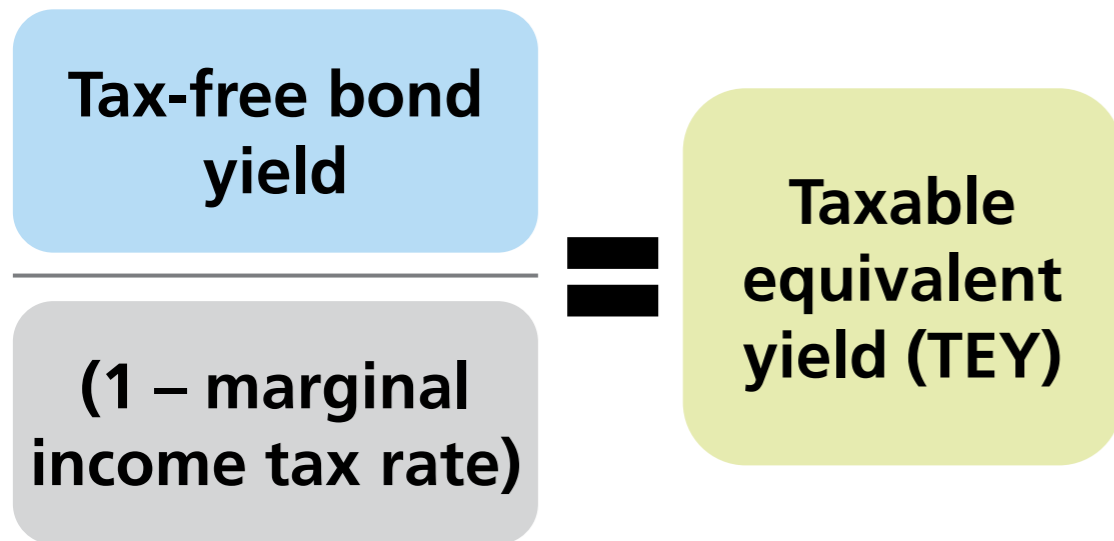 Tax-free bond
yield
(1 – marginal
income tax rate)
=
Taxable
equivalent
yield (TEY)